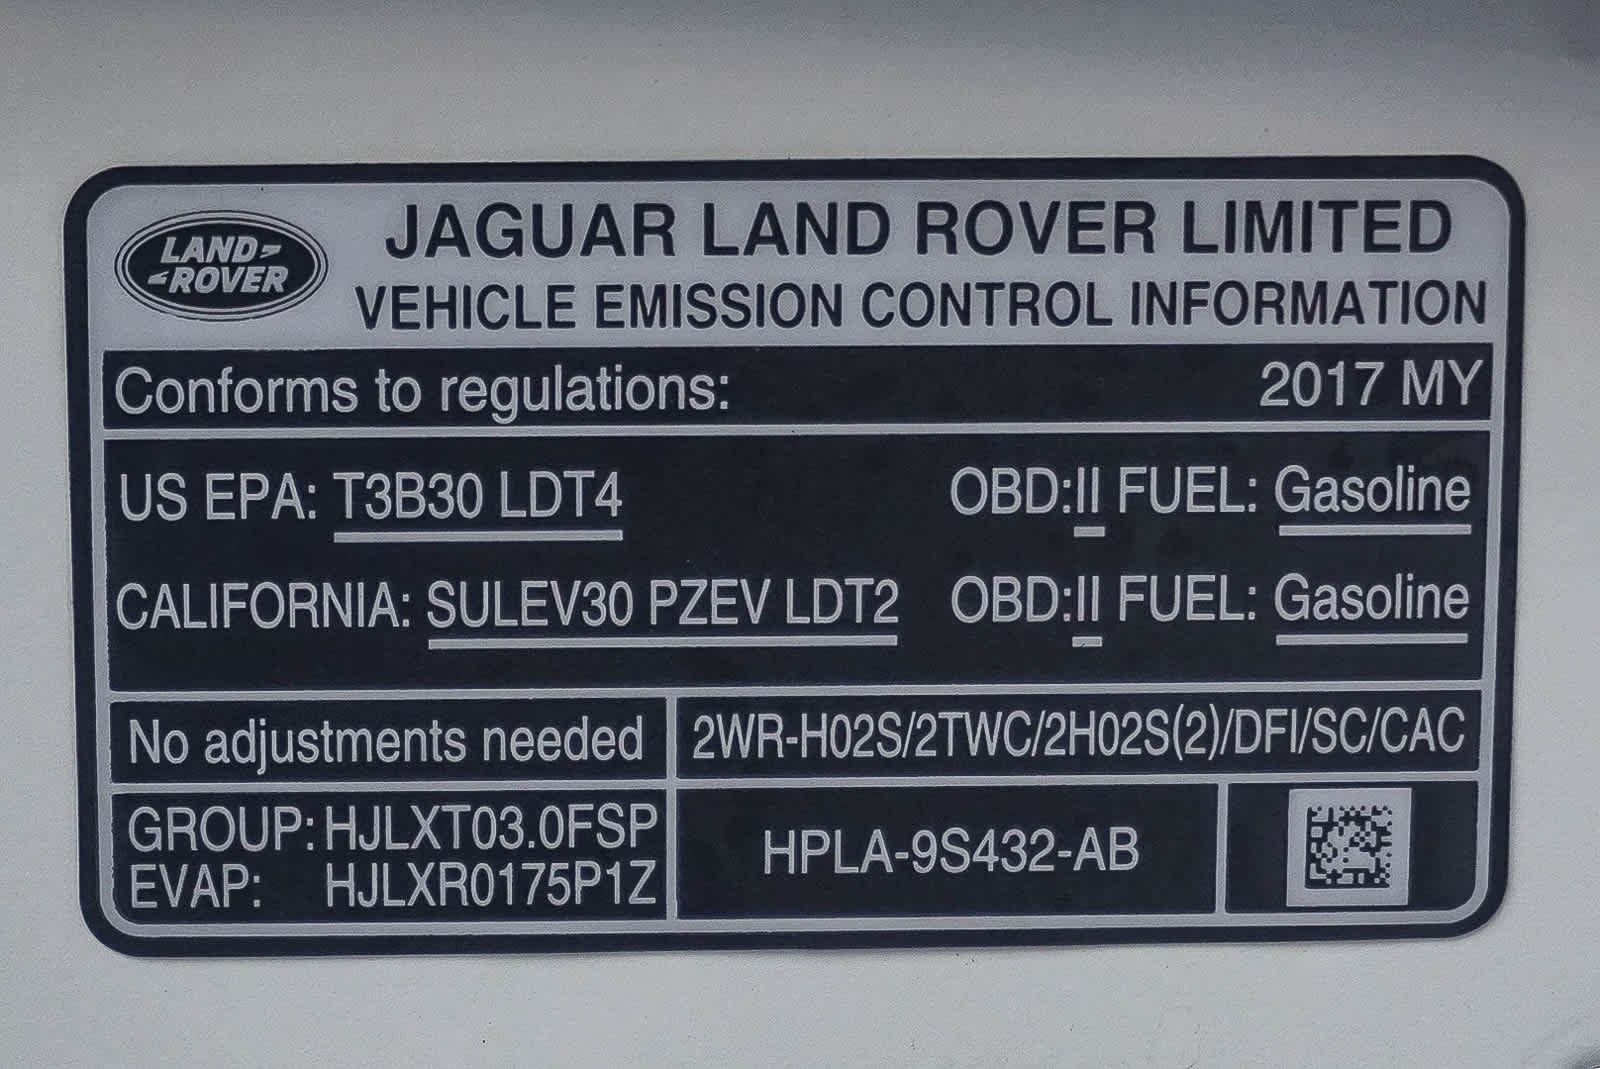 LAND
ROVER
JAGUAR LAND ROVER LIMITED
VEHICLE EMISSION CONTROL INFORMATION
Conforms to regulations: 2017 MY
US EPA: T3B30 LDT4 OBD:II FUEL: Gasoline
CALIFORNIA: SULEV30 PZEV LDT2 OBD:II FUEL: Gasoline
No adjustments needed
2WR-H02S/2TWC/2H02S(2)/DFI/SC/CAC
GROUP: HJLXT03.0FSP
EVAP: HJLXR0175P1Z
HPLA-9S432-AB